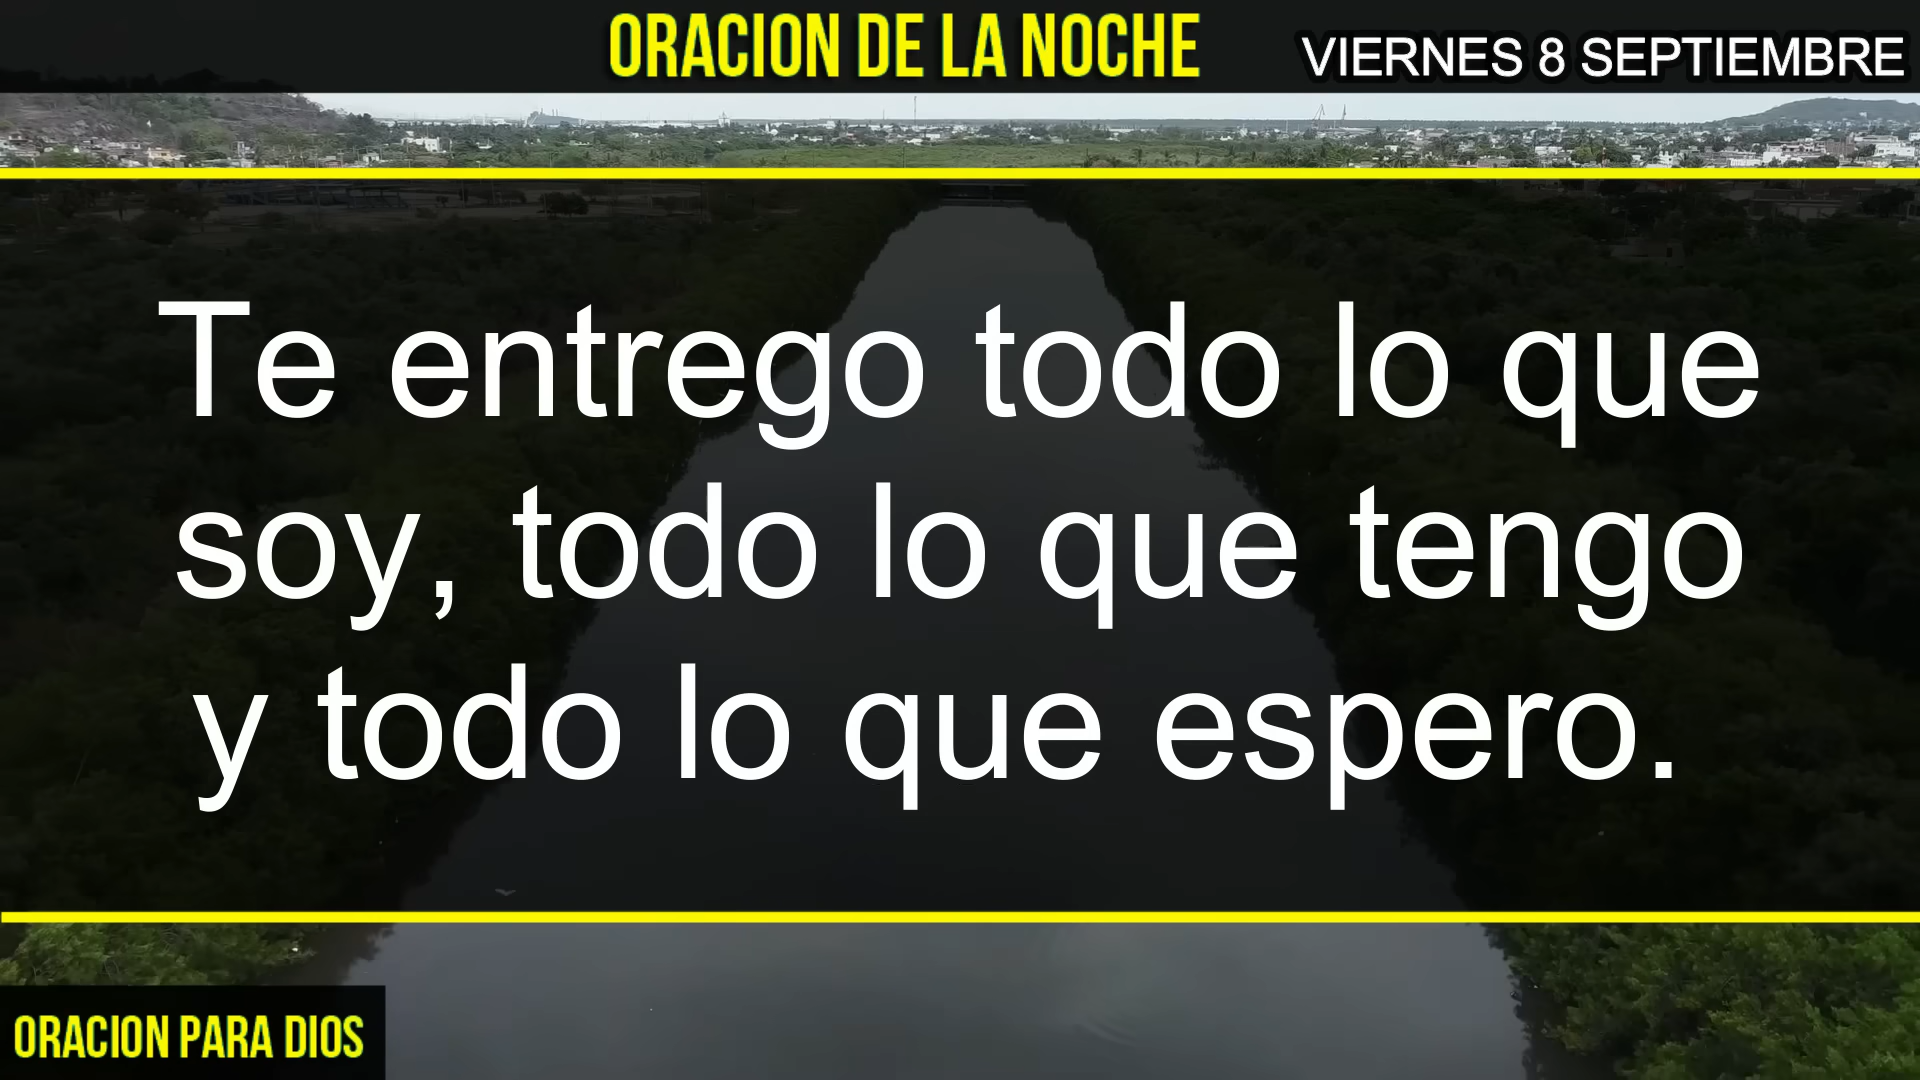 ORACION DE LA NOCHE
VIERNES 8 SEPTIEMBRE
Te entrego todo lo que
soy, todo lo que tengo
y todo lo que espero.
ORACION PARA DIOS